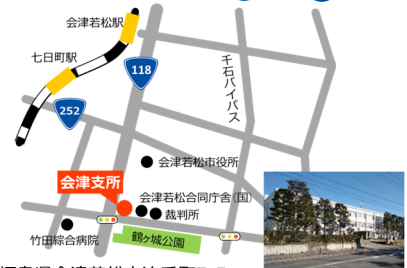 会津若松駅
七日町駅
118
千石バイパス
252
会津若松市役所
会津支所
会津若松合同庁舎(国)
裁判所
竹田綜合病院
鶴ヶ城公園